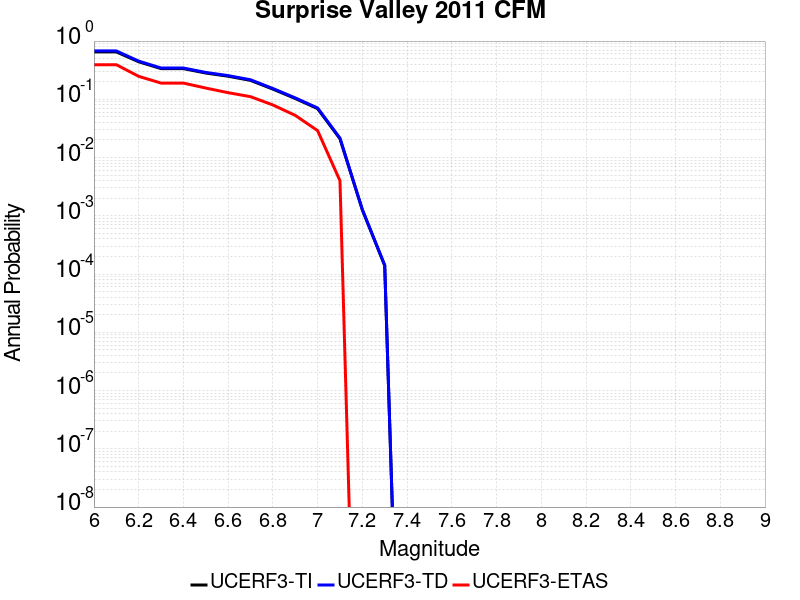 Surprise Valley 2011 CFM
10^0
10^-1
10^-2
10^-3
10^-4
10^-5
10^-6
10^-7
10^-8
Annual Probability
6 6.2 6.4 6.6 6.8 7 7.2 7.4 7.6 7.8 8 8.2 8.4 8.6 8.8 9
Magnitude
UCERF3-TI UCERF3-TD UCERF3-ETAS